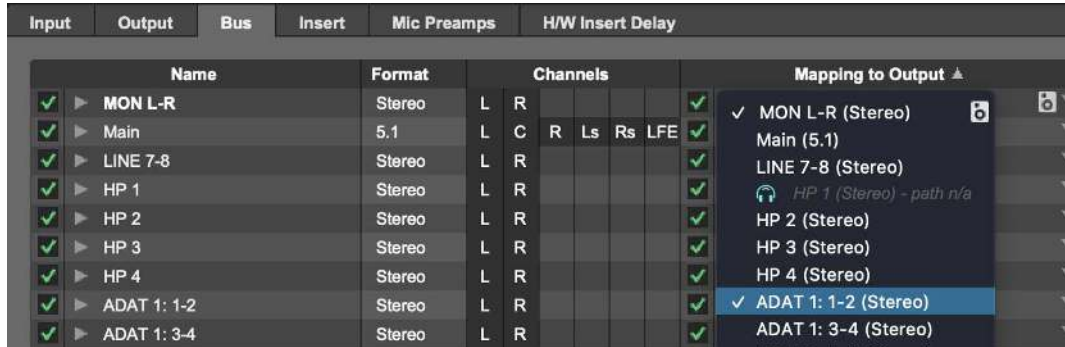 Input Output Bus Insert Mic Preamps H/W Insert Delay
Name Format Channels Mapping to Output
MON L-R Stereo L R MON L-R (Stereo)
Main 5.1 L C R Ls Rs LFE Main (5.1)
LINE 7-8 Stereo L R LINE 7-8 (Stereo)
HP 1 Stereo L R HP 1 (Stereo) - path n/a
HP 2 Stereo L R HP 2 (Stereo)
HP 3 Stereo L R HP 3 (Stereo)
HP 4 Stereo L R HP 4 (Stereo)
ADAT 1: 1-2 Stereo L R ADAT 1: 1-2 (Stereo)
ADAT 1: 3-4 Stereo L R ADAT 1: 3-4 (Stereo)